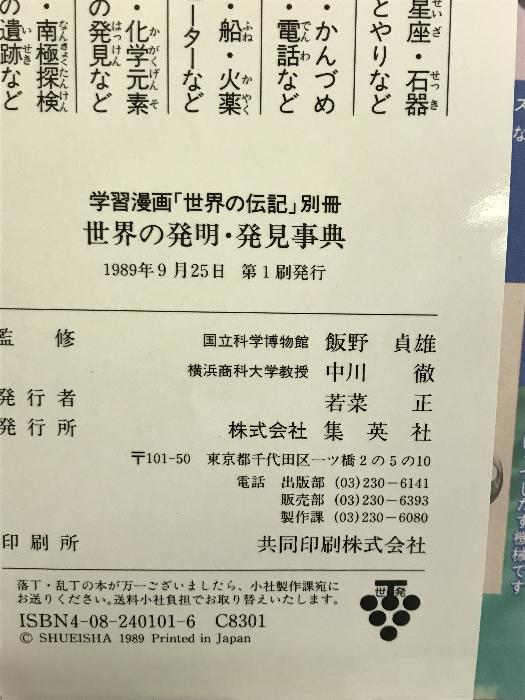 星座・石器
とやりなど
・かんづめ
・電話など
・船・火薬
ーターなど
・化学元素
の発見など
・南極探検
の遺跡など
学習漫画「世界の伝記」別冊
世界の発明・発見事典
1989年9月25日 第1刷発行
監 修 国立科学博物館 飯野 貞雄
横浜商科大学教授 中川 徹
発行者 若菜 正
発行所 株式会社 集英社
〒101-50 東京都千代田区一ツ橋2の5の10
電話 出版部 (03)230-6141
販売部 (03)230-6393
製作課 (03)230-6080
印刷所 共同印刷株式会社
落丁・乱丁の本が万一ございましたら、小社製作課宛に
お送りください。送料小社負担でお取り替えいたします。
ISBN4-08-240101-6 C8301
© SHUEISHA 1989 Printed in Japan
世発